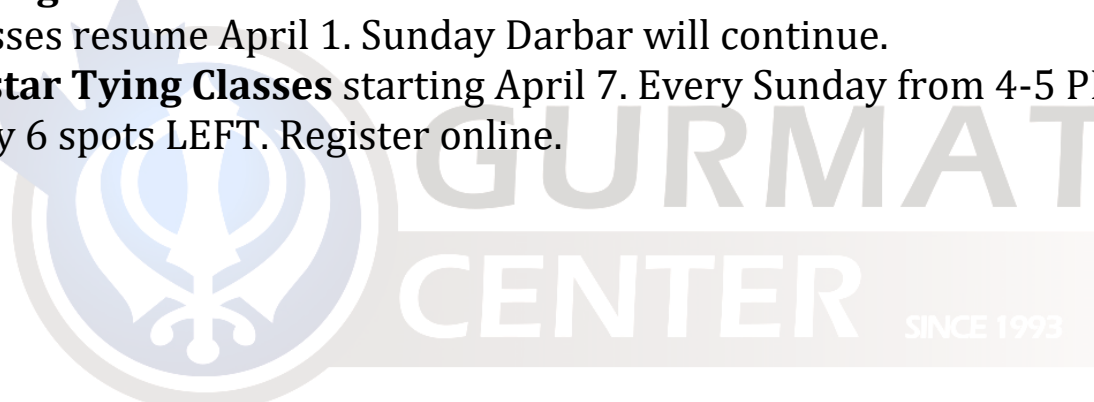 sses resume April 1. Sunday Darbar will continue.
star Tying Classes starting April 7. Every Sunday from 4-5 P
y 6 spots LEFT. Register online.
GURMAT
CENTER
SINCE 1993